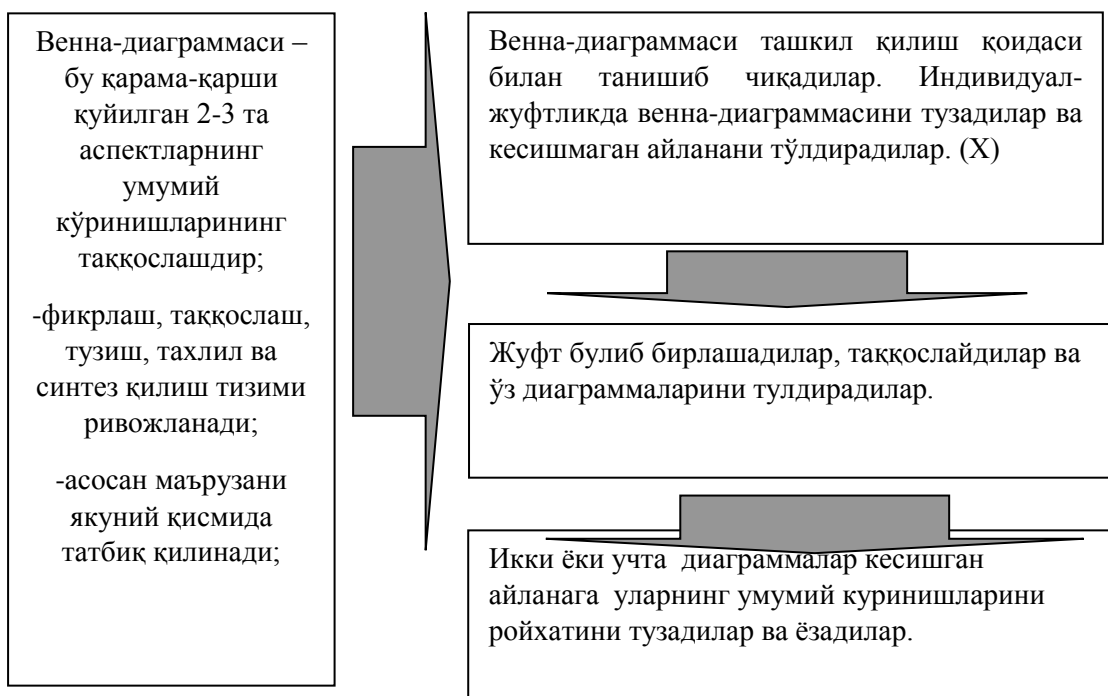 Венна-диаграммаси –
бу қарама-қарши
қуйилган 2-3 та
аспектларнинг
умумий
кўринишларининг
таққослашдир;
-фикрлаш, таққослаш,
тузиш, тахлил ва
синтез қилиш тизими
ривожланади;
-асосан маърузани
якуний қисмида
татбиқ қилинади;
Венна-диаграммаси ташкил қилиш қоидаси
билан танишиб чиқадилар. Индивидуал-
жуфтликда венна-диаграммасини тузадилар ва
кесишмаган айланани тўлдирадилар. (Х)
Жуфт булиб бирлашадилар, таққослайдилар ва
ўз диаграммаларини тулдирадилар.
Икки ёки учта диаграммалар кесишган
айланага уларнинг умумий куринишларини
ройхатини тузадилар ва ёзадилар.